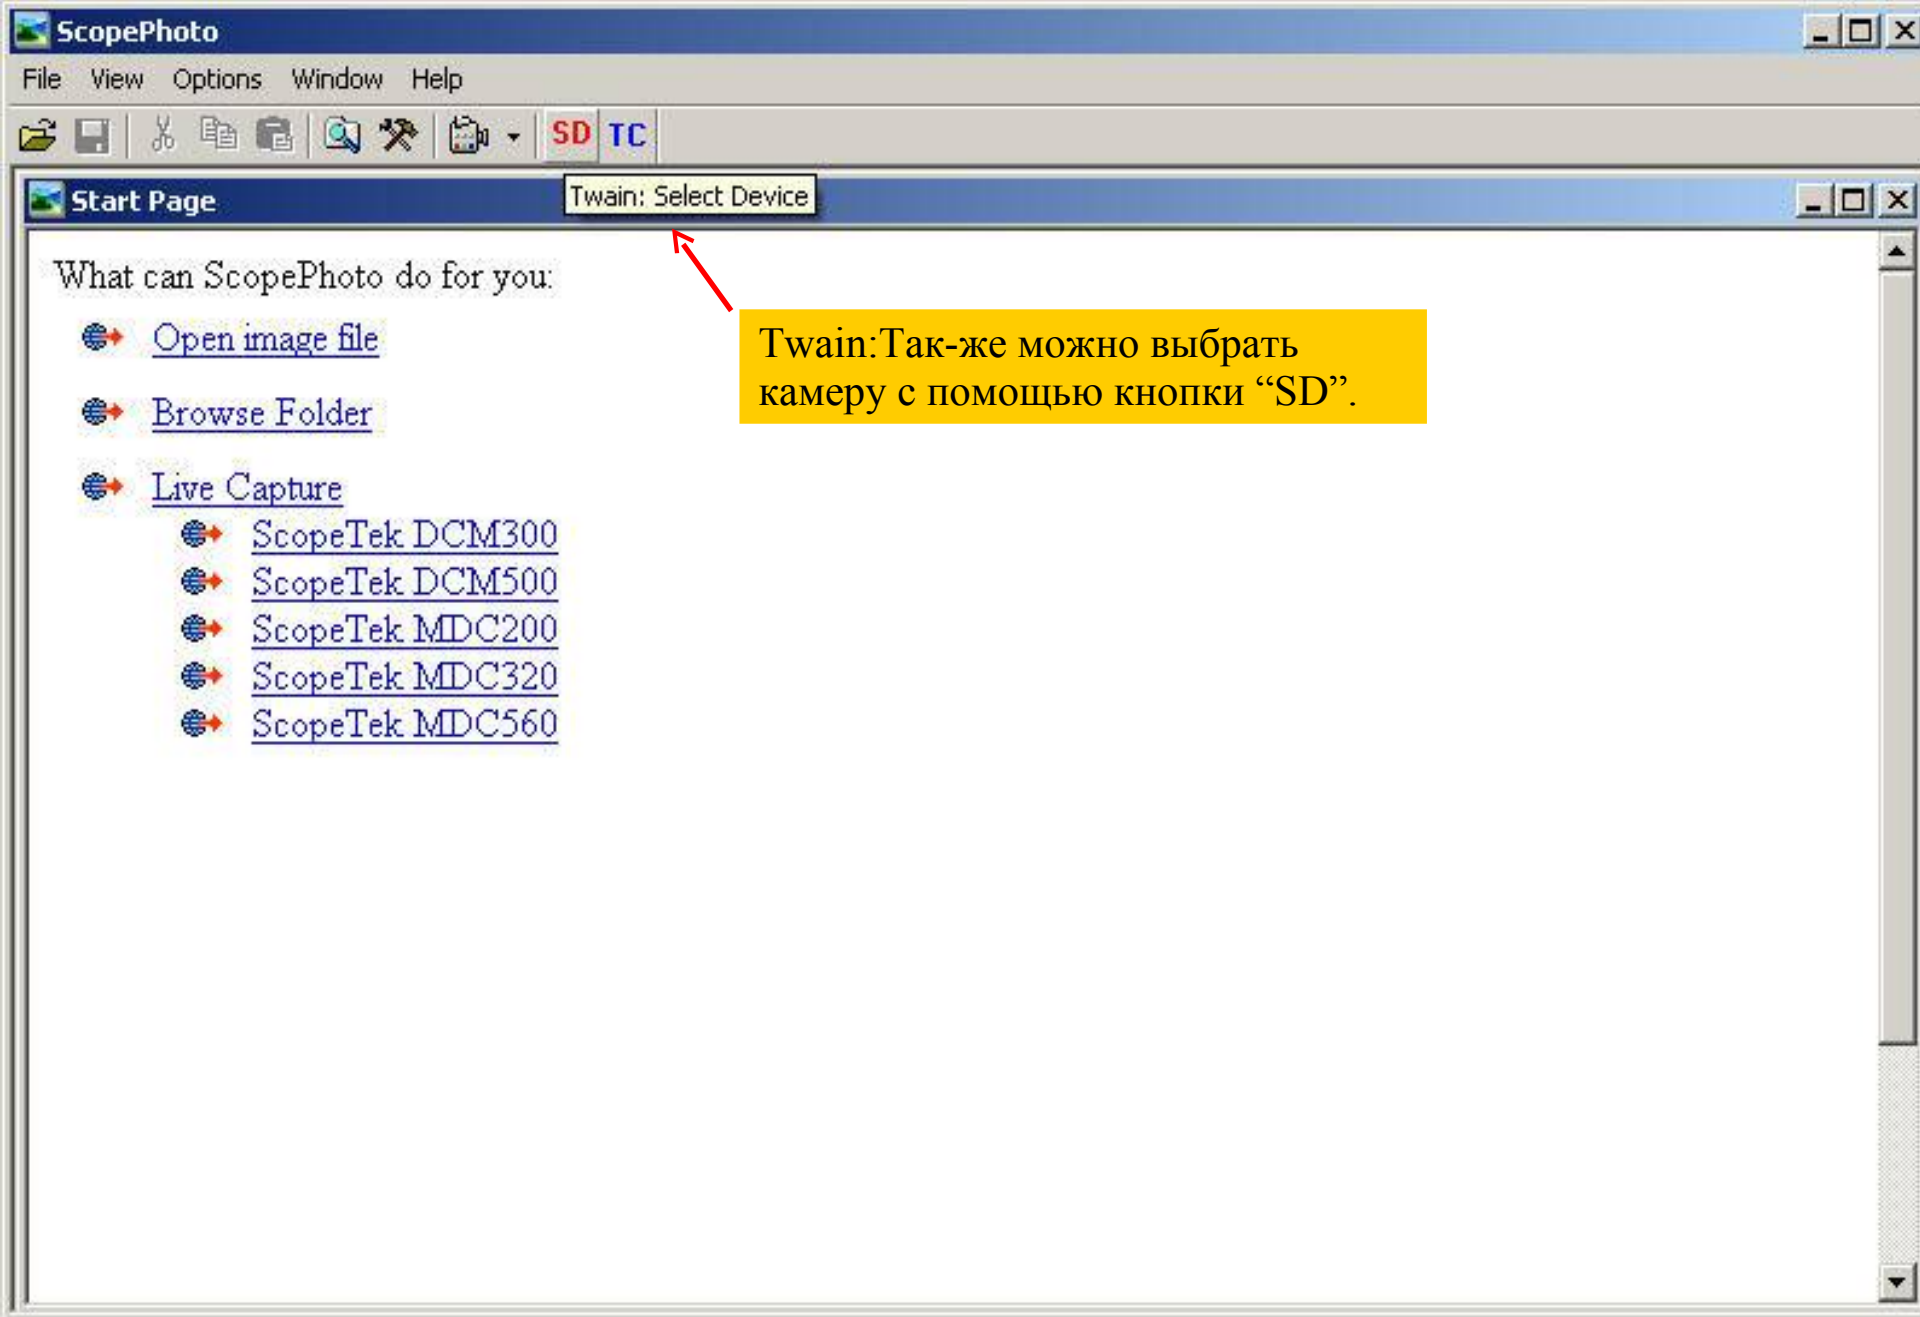 ScopePhoto
File View Options Window Help
SD TC
Start Page
Twain: Select Device
What can ScopePhoto do for you:
Open image file
Twain:Так-же можно выбрать
камеру с помощью кнопки “SD”.
Browse Folder
Live Capture
ScopeTek DCM300
ScopeTek DCM500
ScopeTek MDC200
ScopeTek MDC320
ScopeTek MDC560